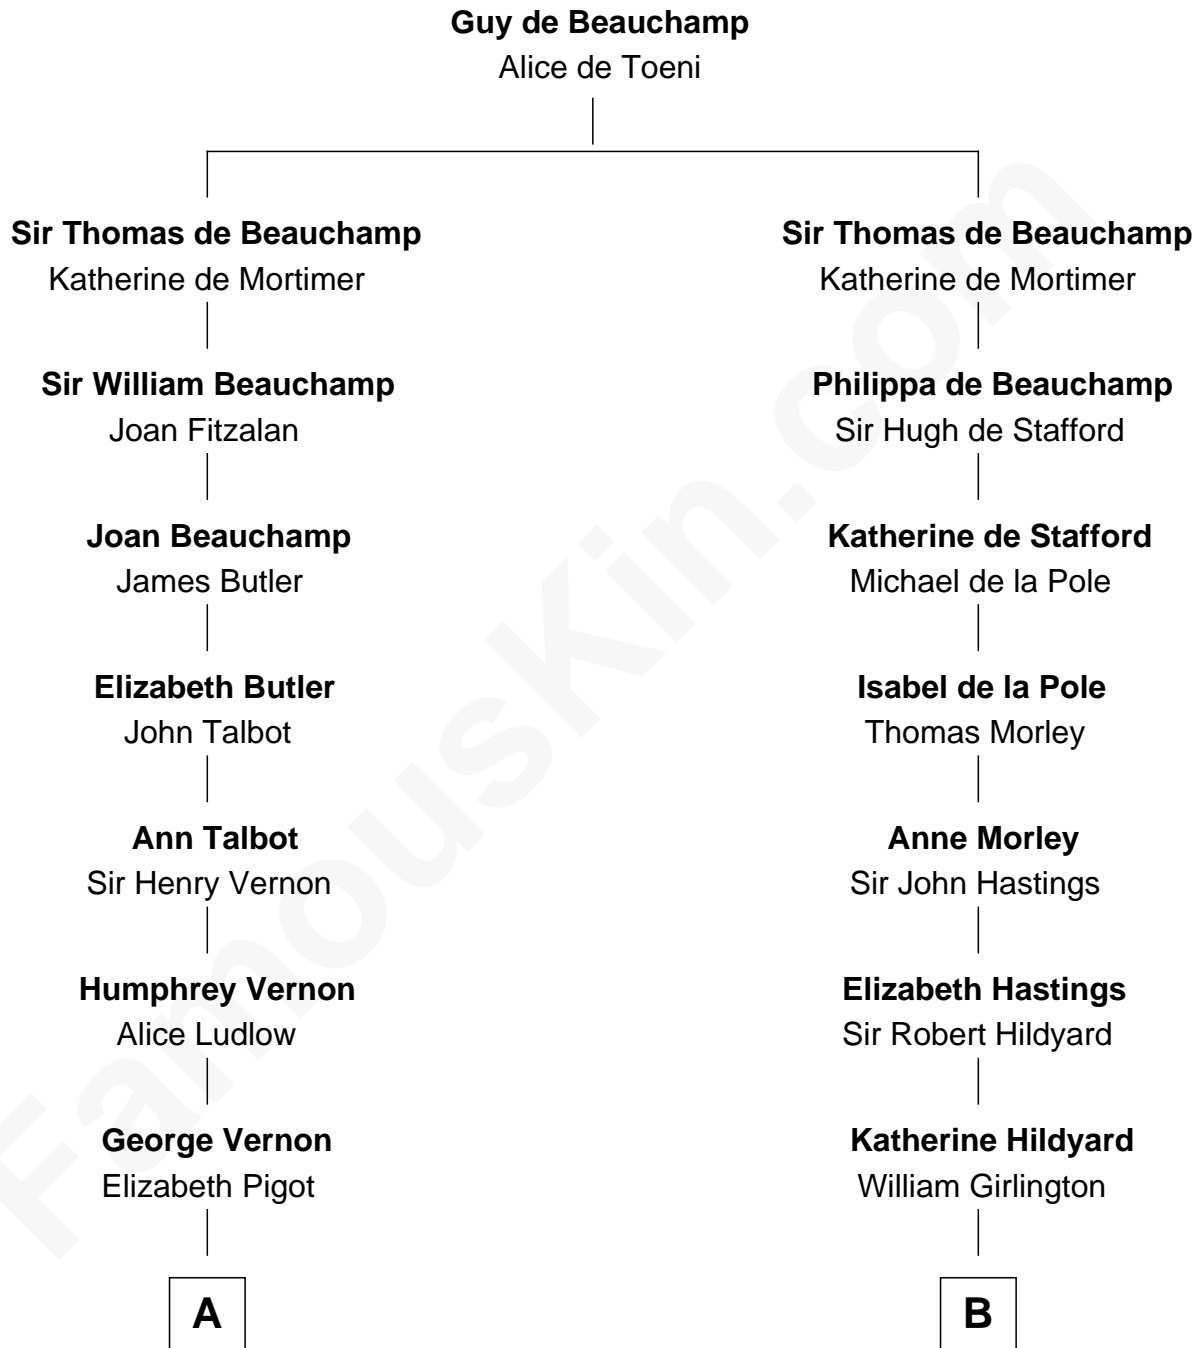 Guy de Beauchamp
Alice de Toeni
Sir Thomas de Beauchamp
Katherine de Mortimer
Sir William Beauchamp
Joan Fitzalan
Joan Beauchamp
James Butler
Elizabeth Butler
John Talbot
Ann Talbot
Sir Henry Vernon
Humphrey Vernon
Alice Ludlow
George Vernon
Elizabeth Pigot
A
Sir Thomas de Beauchamp
Katherine de Mortimer
Philippa de Beauchamp
Sir Hugh de Stafford
Katherine de Stafford
Michael de la Pole
Isabel de la Pole
Thomas Morley
Anne Morley
Sir John Hastings
Elizabeth Hastings
Sir Robert Hildyard
Katherine Hildyard
William Girlington
B
FamousKin.com